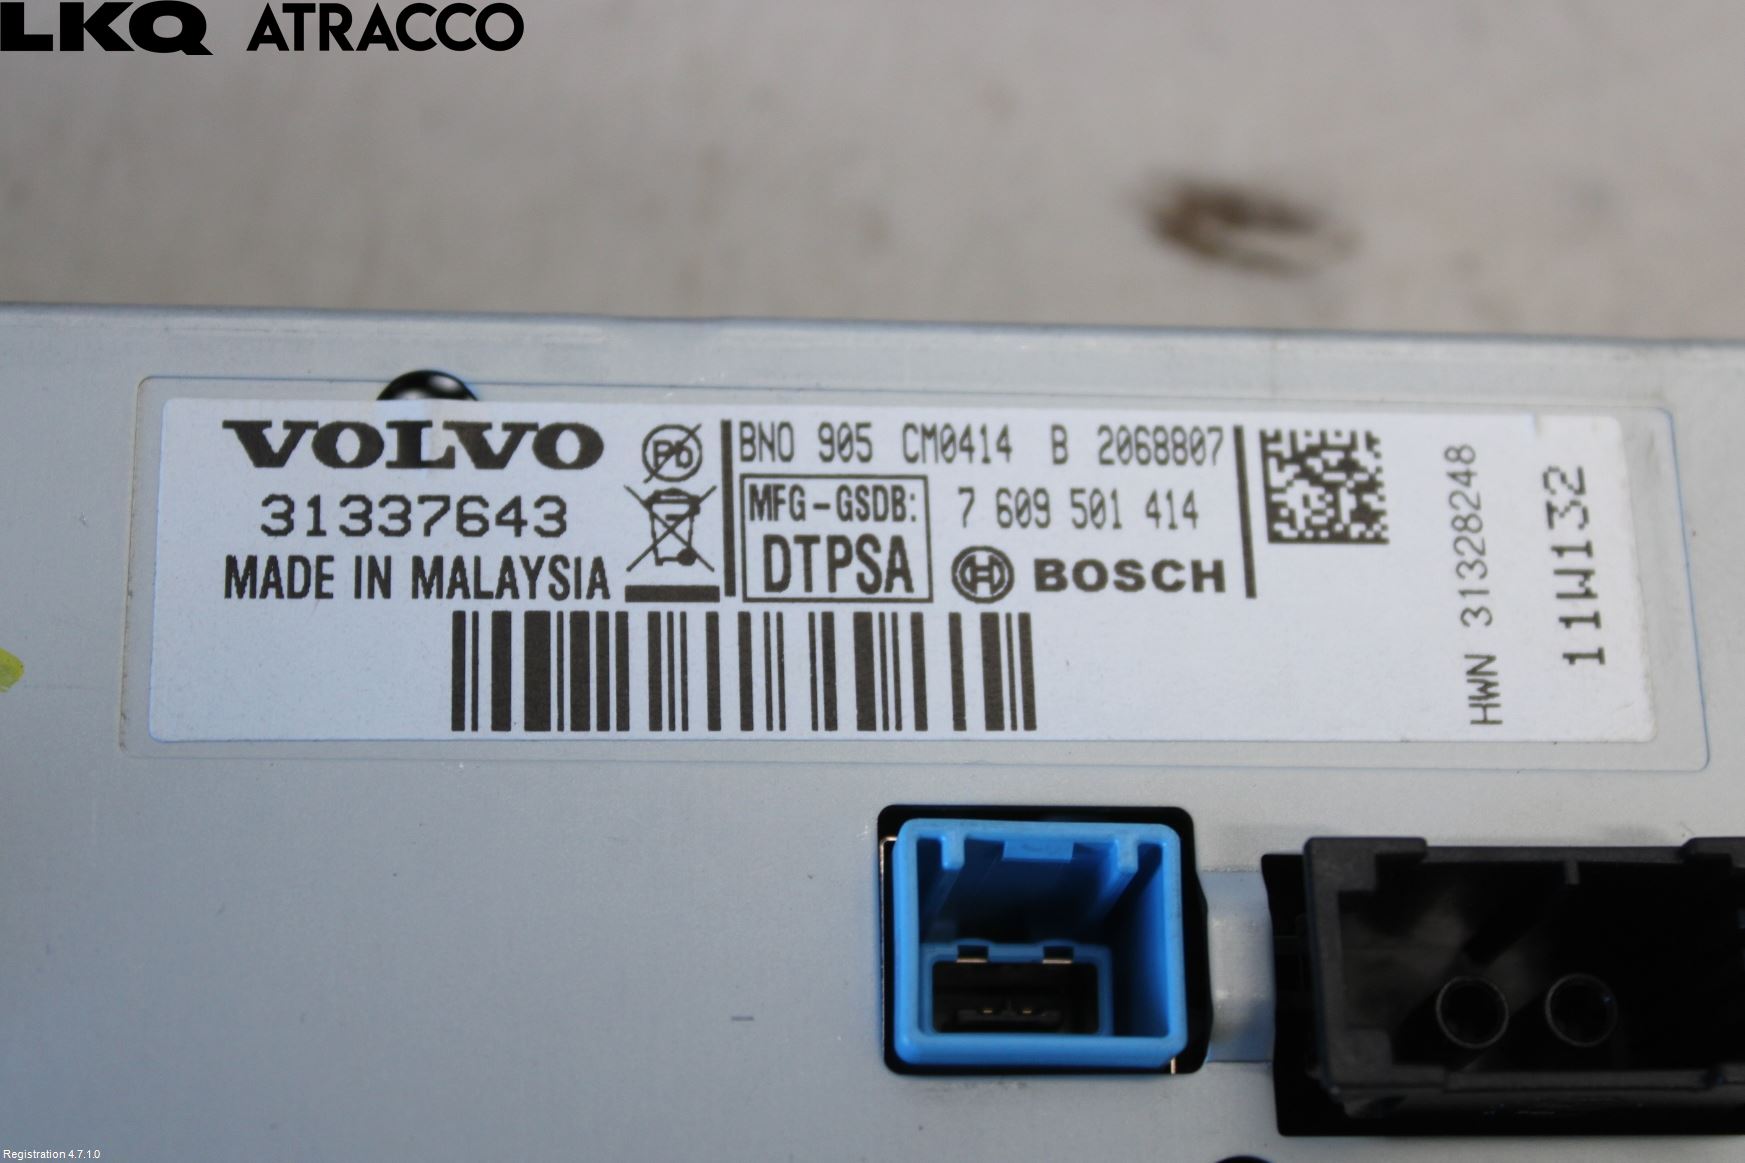 LKQ ATRACCO
VOLVO
31337643
MADE IN MALAYSIA
Pb
BNO 905 CM0414 B 2068807
MFG-GSDB:
DTPSA
7 609 501 414
BOSCH
HWN 31328248
11W132
Registration 4.7.1.0